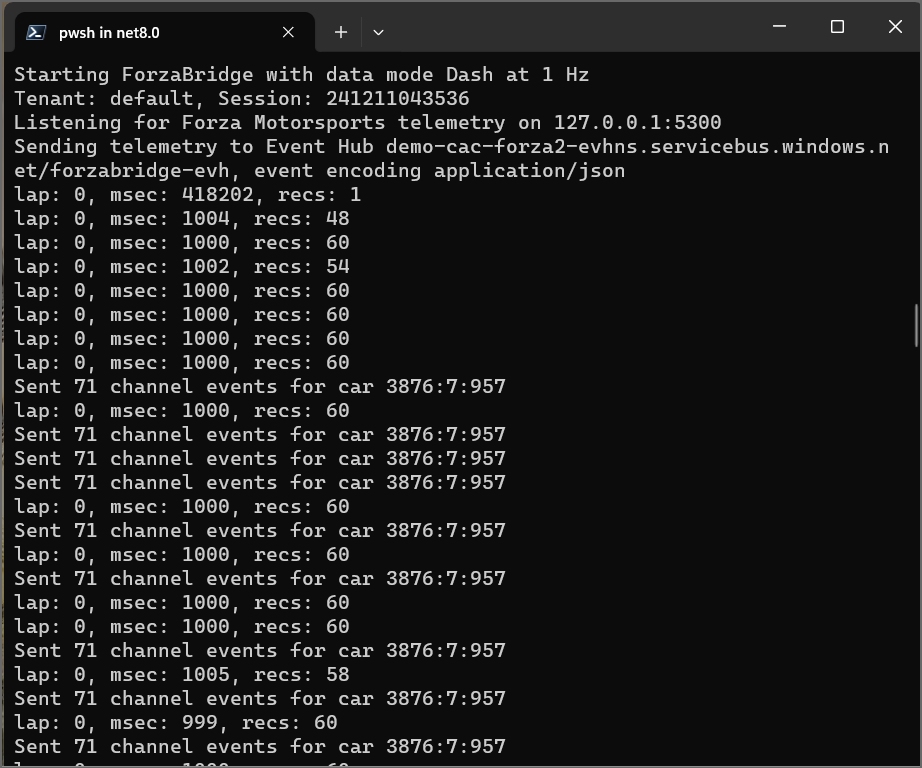 pwsh in net8.0
Starting ForzaBridge with data mode Dash at 1 Hz
Tenant: default, Session: 241211043536
Listening for Forza Motorsports telemetry on 127.0.0.1:5300
Sending telemetry to Event Hub demo-cac-forza2-evhns.servicebus.windows.n
et/forzabridge-evh, event encoding application/json
lap: 0, msec: 418202, recs: 1
lap: 0, msec: 1004, recs: 48
lap: 0, msec: 1000, recs: 60
lap: 0, msec: 1002, recs: 54
lap: 0, msec: 1000, recs: 60
lap: 0, msec: 1000, recs: 60
lap: 0, msec: 1000, recs: 60
lap: 0, msec: 1000, recs: 60
Sent 71 channel events for car 3876:7:957
lap: 0, msec: 1000, recs: 60
Sent 71 channel events for car 3876:7:957
Sent 71 channel events for car 3876:7:957
Sent 71 channel events for car 3876:7:957
lap: 0, msec: 1000, recs: 60
Sent 71 channel events for car 3876:7:957
lap: 0, msec: 1000, recs: 60
Sent 71 channel events for car 3876:7:957
lap: 0, msec: 1000, recs: 60
lap: 0, msec: 1000, recs: 60
Sent 71 channel events for car 3876:7:957
lap: 0, msec: 1005, recs: 58
Sent 71 channel events for car 3876:7:957
lap: 0, msec: 999, recs: 60
Sent 71 channel events for car 3876:7:957